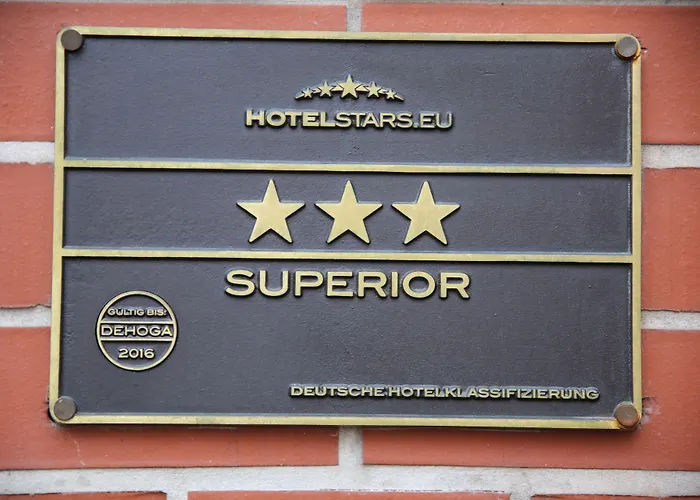 HOTELSTARS.EU
SUPERIOR
GÜLTIG BIS:
DEHOGA
2016
DEUTSCHE HOTELKLASSIFIZIERUNG